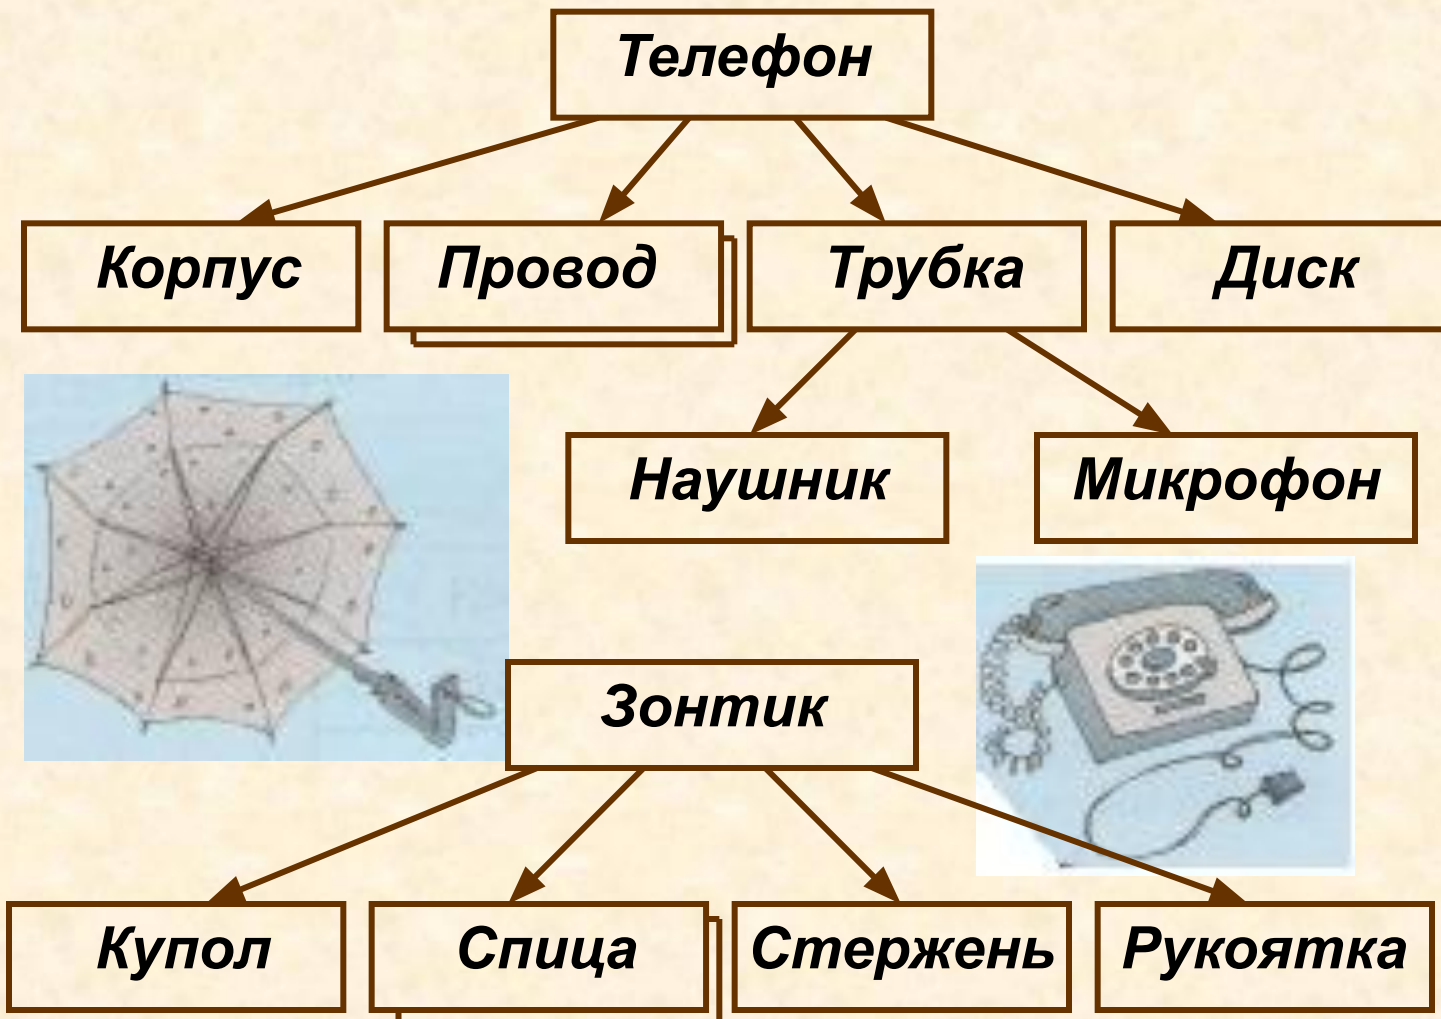 Телефон
Корпус Провод Трубка Диск
Наушник Микрофон
Зонтик
Купол Спица Стержень Рукоятка